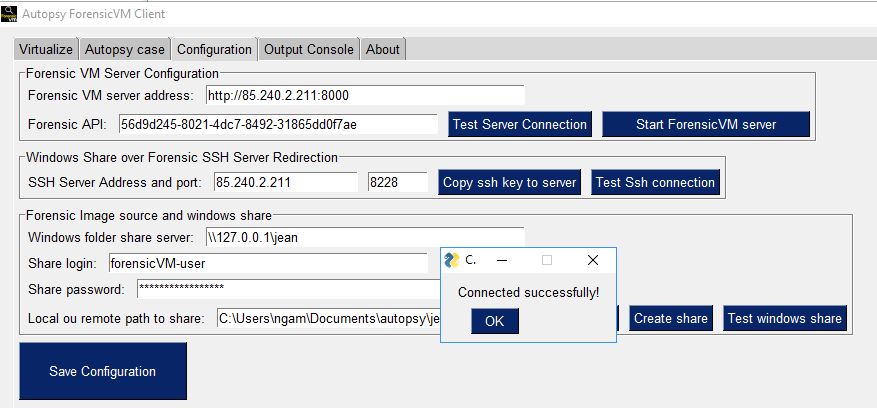 Autopsy ForensicVM Client
Virtualize Autopsy case Configuration Output Console About
Forensic VM Server Configuration
Forensic VM server address: http://85.240.2.211:8000
Forensic API: 56d9d245-8021-4dc7-8492-31865dd0f7ae Test Server Connection Start ForensicVM server
Windows Share over Forensic SSH Server Redirection
SSH Server Address and port: 85.240.2.211 8228 Copy ssh key to server Test Ssh connection
Forensic Image source and windows share
Windows folder share server: \\127.0.0.1\jean
Share login: forensicVM-user
Share password: *****************
Local ou remote path to share: C:\Users\ngam\Documents\autopsy\je Create share Test windows share
C.
Connected successfully!
OK
Save Configuration